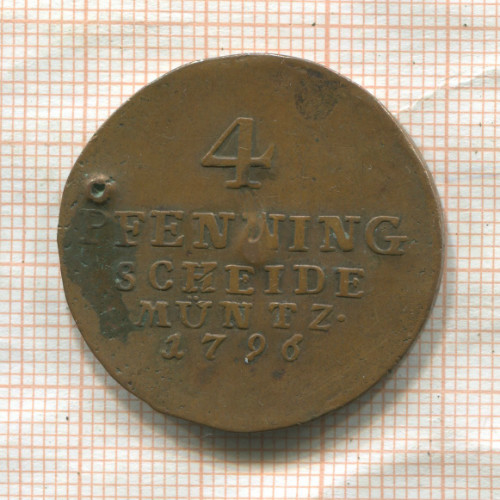 4
PFENNING
SCHEIDE
MÜNTZ.
1796